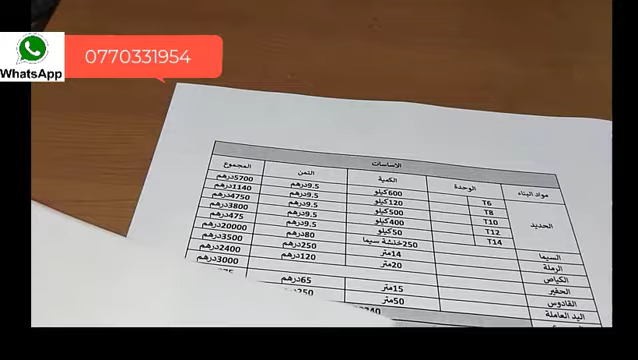 WhatsApp
0770331954
الاساسات
مواد البناء الوحدة الكمية الثمن المجموع
الحديد T6 600كيلو 9.5درهم 5700درهم
T8 120كيلو 9.5درهم 1140درهم
T10 500كيلو 9.5درهم 4750درهم
T12 400كيلو 9.5درهم 3800درهم
T14 50كيلو 9.5درهم 475درهم
السيما 250خنشة سيما 80درهم 20000درهم
الرملة 14متر 250درهم 3500درهم
الكياص 20متر 120درهم 2400درهم
الحفير 3000درهم
القادوس 15متر 65درهم
اليد العاملة 50متر